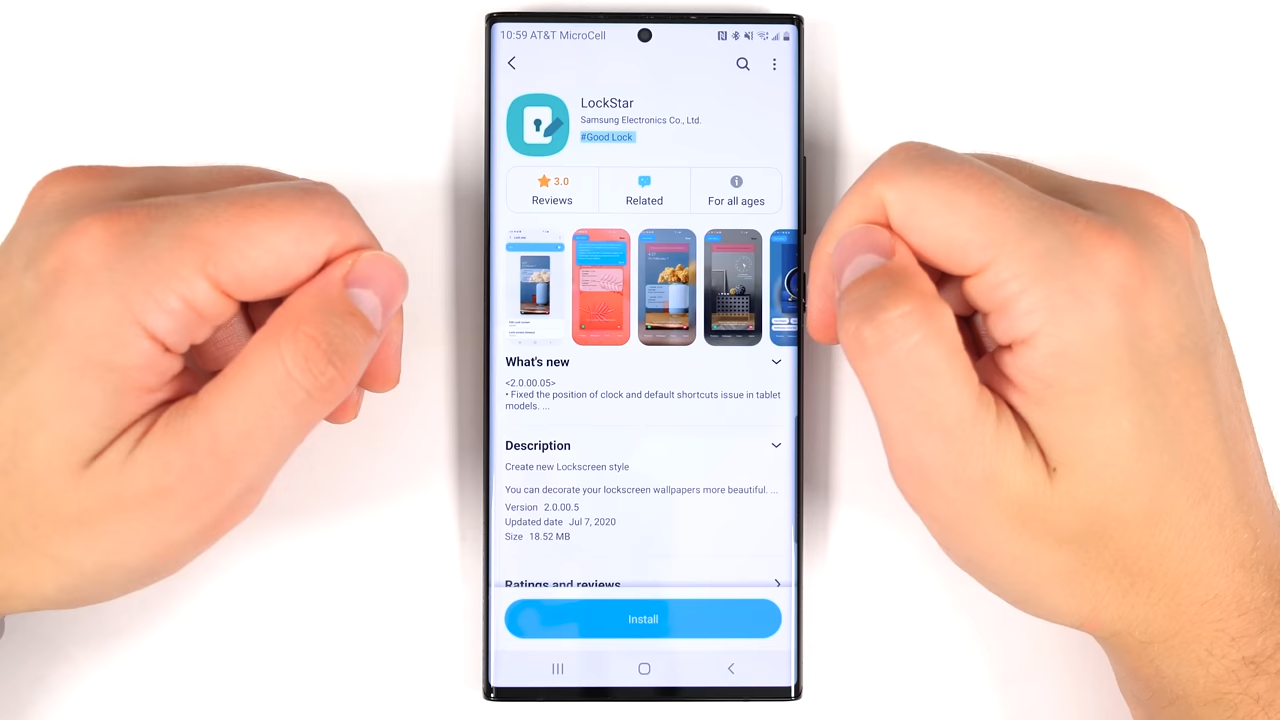 10:59 AT&T MicroCell
LockStar
Samsung Electronics Co., Ltd.
#Good Lock
3.0
Reviews
Related
For all ages
What's new
<2.0.00.05>
• Fixed the position of clock and default shortcuts issue in tablet
models. ...
Description
Create new Lockscreen style
You can decorate your lockscreen wallpapers more beautiful. ...
Version 2.0.00.5
Updated date Jul 7, 2020
Size 18.52 MB
Ratings and reviews
Install